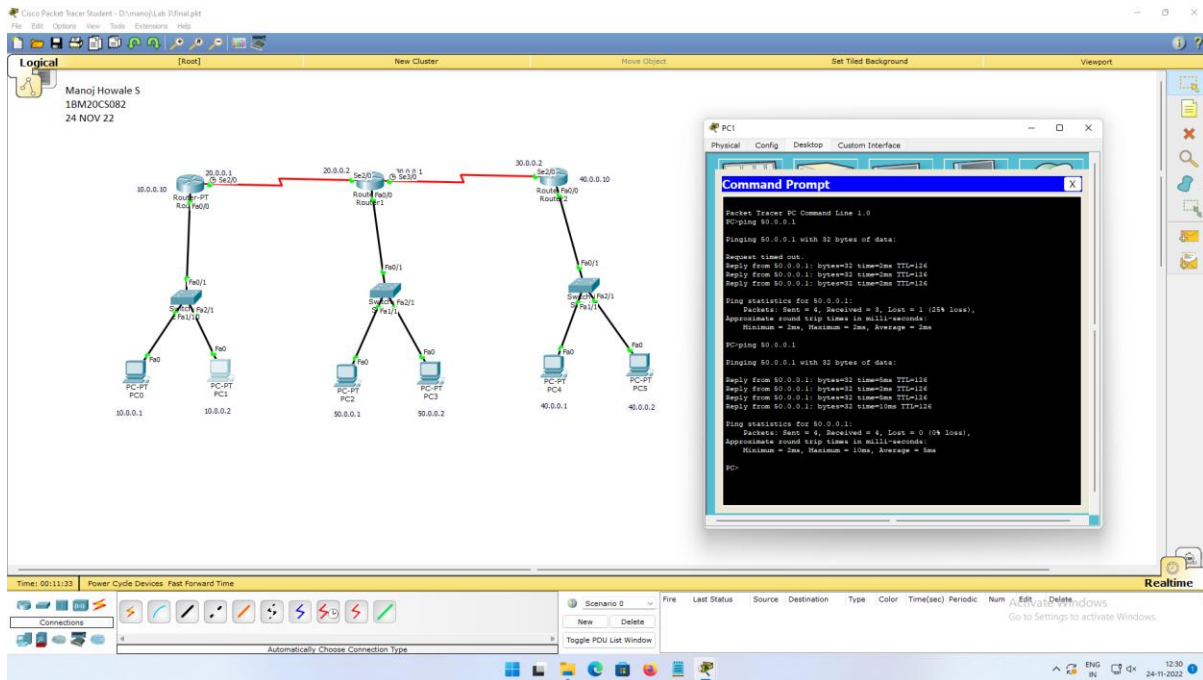 Cisco Packet Tracer Student - D:\manoj\Lab 3\final.pkt
File Edit Options View Tools Extensions Help
Logical [Root] New Cluster Move Object Set Tiled Background Viewport
Manoj Howale S
1BM20CS082
24 NOV 22
10.0.0.10
20.0.0.1
Se2/0
Router-PT
Fa0/0
20.0.0.2
Se2/0
Se3/0
Fa0/0
Router1
30.0.0.2
Se2/0
40.0.0.10
Fa0/0
Fa0/1
Fa2/1
Fa0/1
Fa2/1
Fa1/1
Fa0/1
Fa2/1
Fa1/1
Fa0
Fa0
Fa0
Fa0
Fa0
Fa0
PC-PT
PC0
PC-PT
PC1
PC-PT
PC2
PC-PT
PC3
PC-PT
PC4
PC-PT
PC5
10.0.0.1
10.0.0.2
50.0.0.1
50.0.0.2
40.0.0.1
40.0.0.2
PC1
Physical Config Desktop Custom Interface
Command Prompt X
Packet Tracer PC Command Line 1.0
PC>ping 50.0.0.1
Pinging 50.0.0.1 with 32 bytes of data:
Request timed out.
Reply from 50.0.0.1: bytes=32 time=2ms TTL=126
Reply from 50.0.0.1: bytes=32 time=2ms TTL=126
Reply from 50.0.0.1: bytes=32 time=2ms TTL=126
Ping statistics for 50.0.0.1:
Packets: Sent = 4, Received = 3, Lost = 1 (25% loss),
Approximate round trip times in milli-seconds:
Minimum = 2ms, Maximum = 2ms, Average = 2ms
PC>ping 50.0.0.1
Pinging 50.0.0.1 with 32 bytes of data:
Reply from 50.0.0.1: bytes=32 time=5ms TTL=126
Reply from 50.0.0.1: bytes=32 time=2ms TTL=126
Reply from 50.0.0.1: bytes=32 time=5ms TTL=126
Reply from 50.0.0.1: bytes=32 time=10ms TTL=126
Ping statistics for 50.0.0.1:
Packets: Sent = 4, Received = 4, Lost = 0 (0% loss),
Approximate round trip times in milli-seconds:
Minimum = 2ms, Maximum = 10ms, Average = 5ms
PC>
Time: 00:11:33 Power Cycle Devices Fast Forward Time Realtime
Connections
Automatically Choose Connection Type
Scenario 0
New Delete
Toggle PDU List Window
Fire Last Status Source Destination Type Color Time(sec) Periodic Num Edit Delete
Activate Windows
Go to Settings to activate Windows.
ENG
IN
12:30
24-11-2022